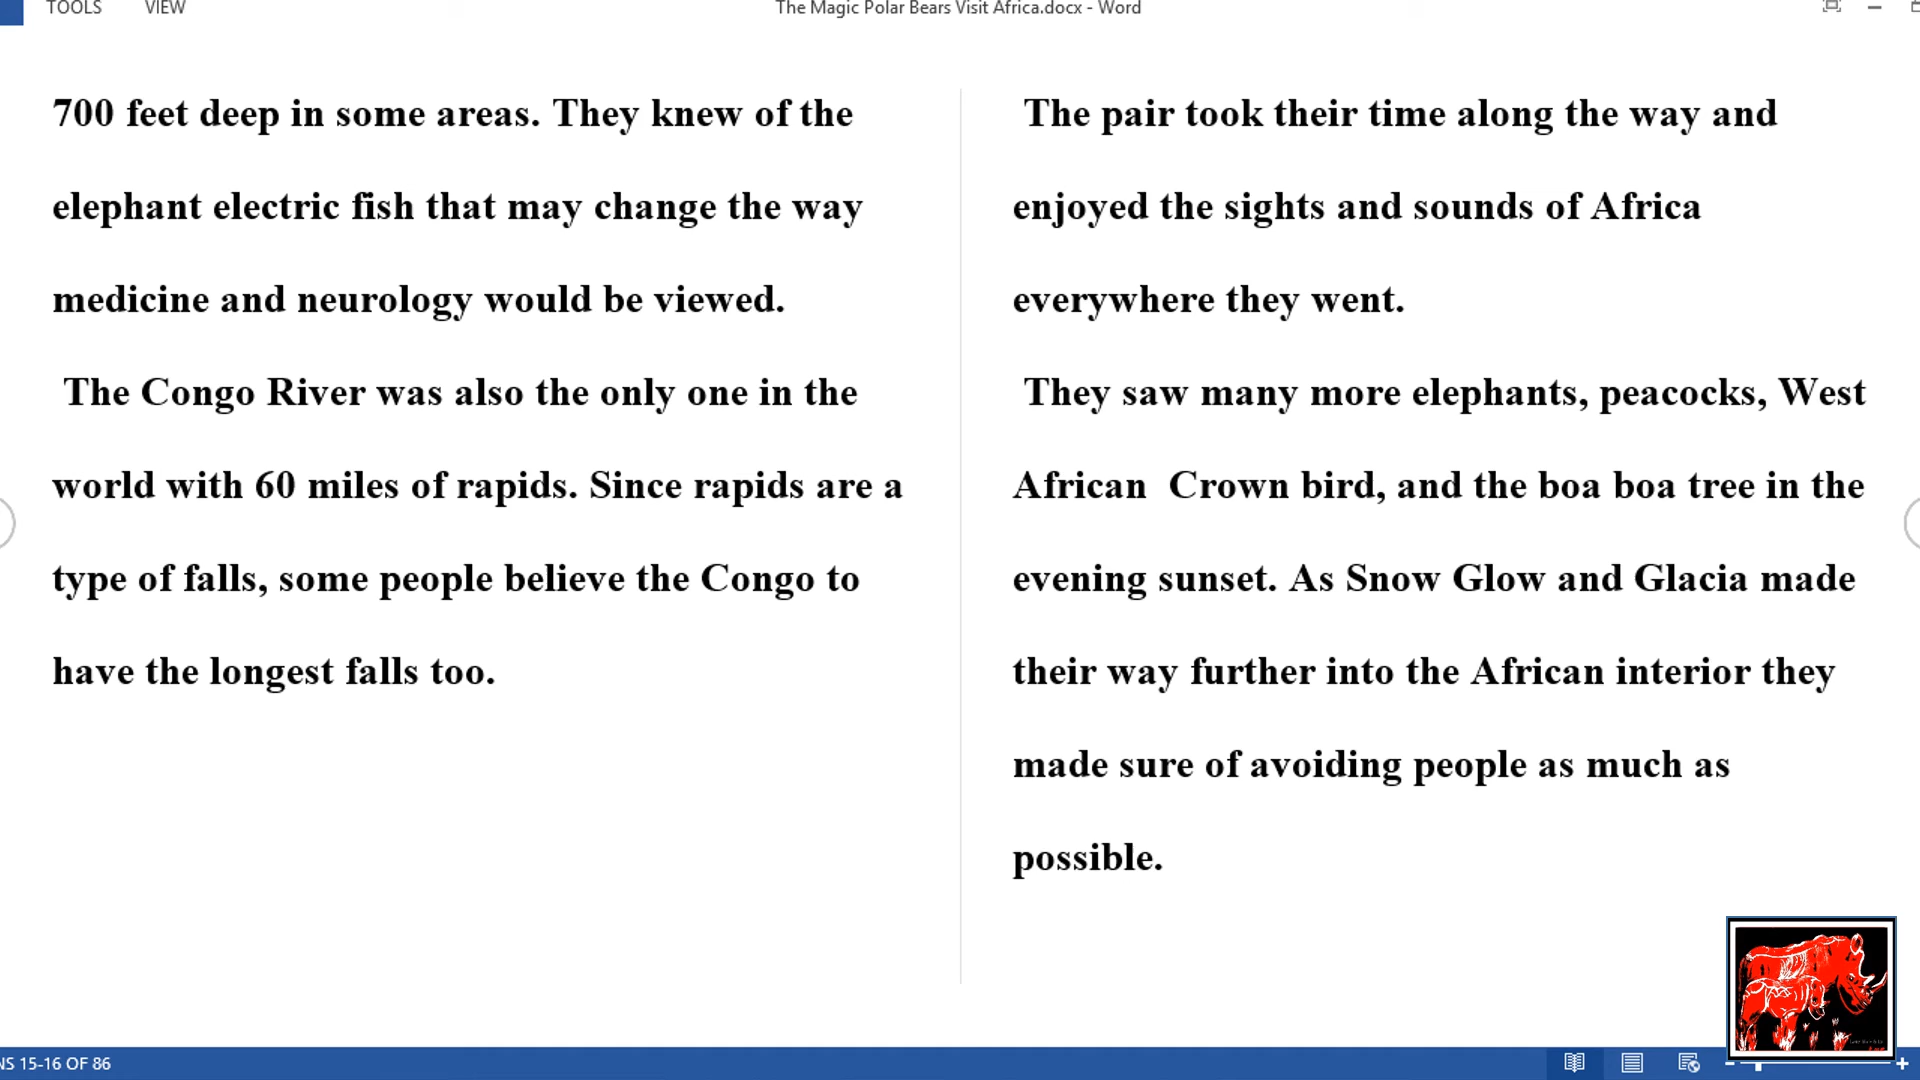 TOOLS VIEW The Magic Polar Bears Visit Africa.docx - Word
700 feet deep in some areas. They knew of the
elephant electric fish that may change the way
medicine and neurology would be viewed.
The Congo River was also the only one in the
world with 60 miles of rapids. Since rapids are a
type of falls, some people believe the Congo to
have the longest falls too.
The pair took their time along the way and
enjoyed the sights and sounds of Africa
everywhere they went.
They saw many more elephants, peacocks, West
African Crown bird, and the boa boa tree in the
evening sunset. As Snow Glow and Glacia made
their way further into the African interior they
made sure of avoiding people as much as
possible.
NS 15-16 OF 86